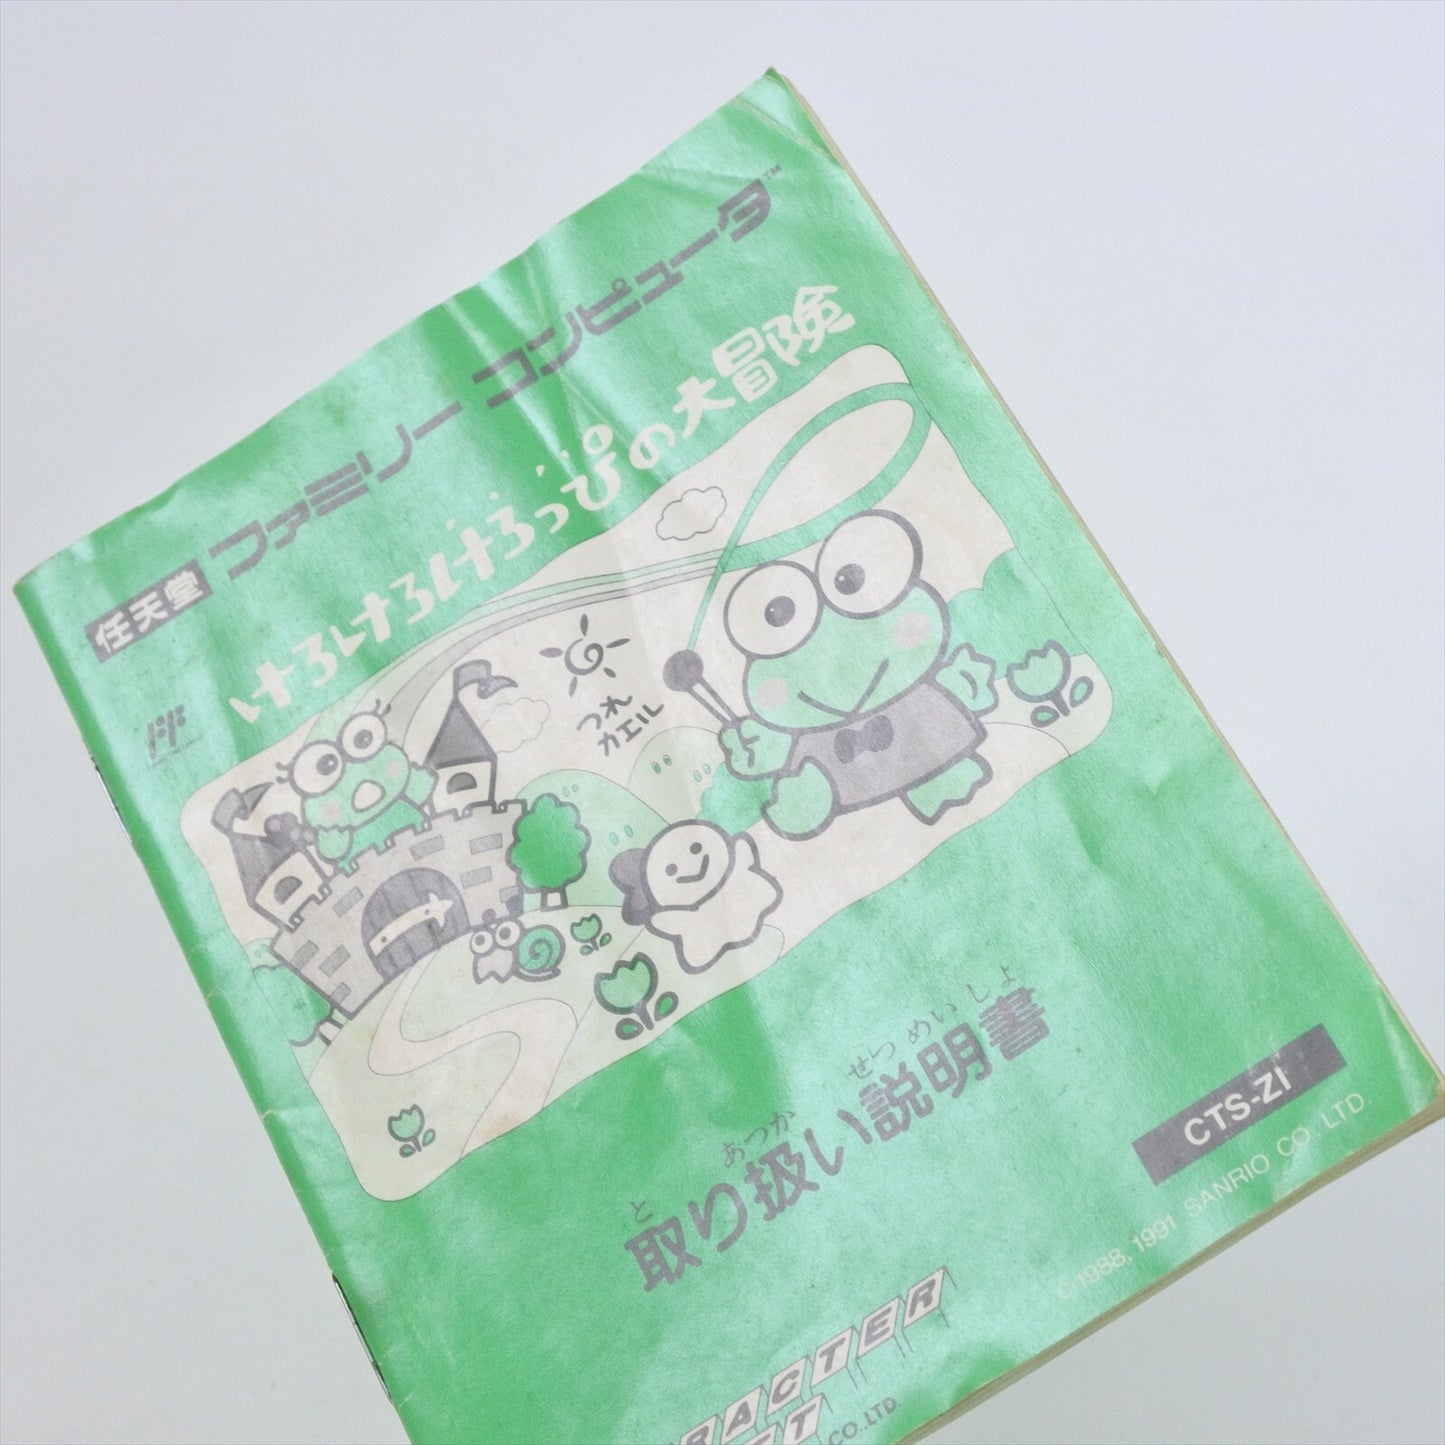 任天堂 ファミリー コンピュータ™
けろけろけろっぴの大冒険
つれ
カエル
と あつか せつ めい しょ
取り扱い説明書
CTS-ZI
©1988, 1991 SANRIO CO., LTD.
RACTER
CO.,LTD.